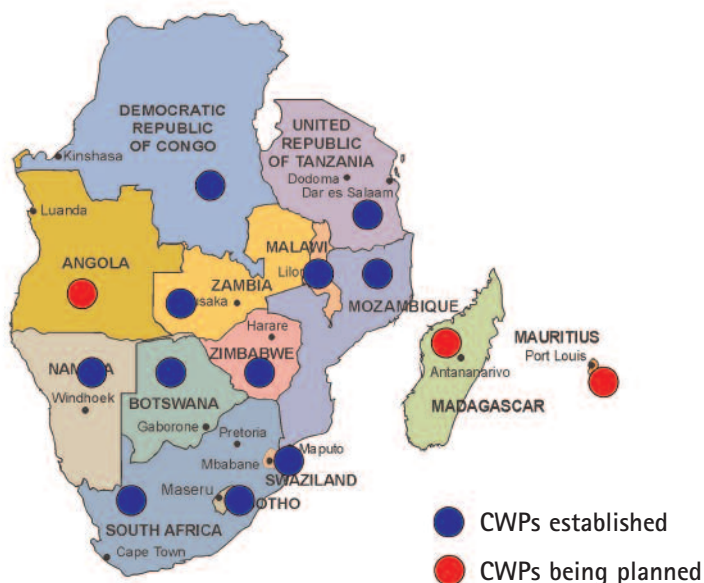 DEMOCRATIC
REPUBLIC
OF CONGO
Kinshasa
UNITED
REPUBLIC
OF TANZANIA
Dodoma
Dar es Salaam
Luanda
ANGOLA
MALAWI
Lilon
ZAMBIA
usaka
MOZAMBIQUE
Harare
ZIMBABWE
MAURITIUS
Port Louis
Antananarivo
MADAGASCAR
NAM A
Windhoek
BOTSWANA
Gaborone
Pretoria
Mbabane
Maputo
SWAZILAND
Maseru
OTHO
SOUTH AFRICA
Cape Town
CWPs established
CWPs being planned